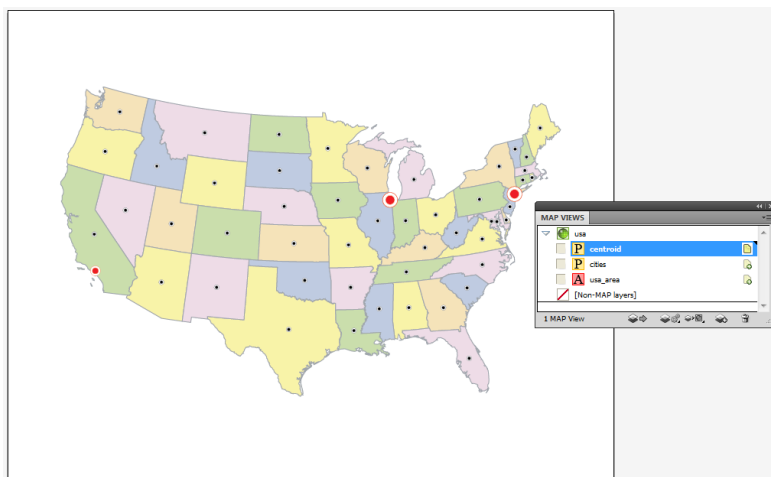 MAP VIEWS
usa
P centroid
P cities
A usa_area
[Non-MAP layers]
1 MAP View